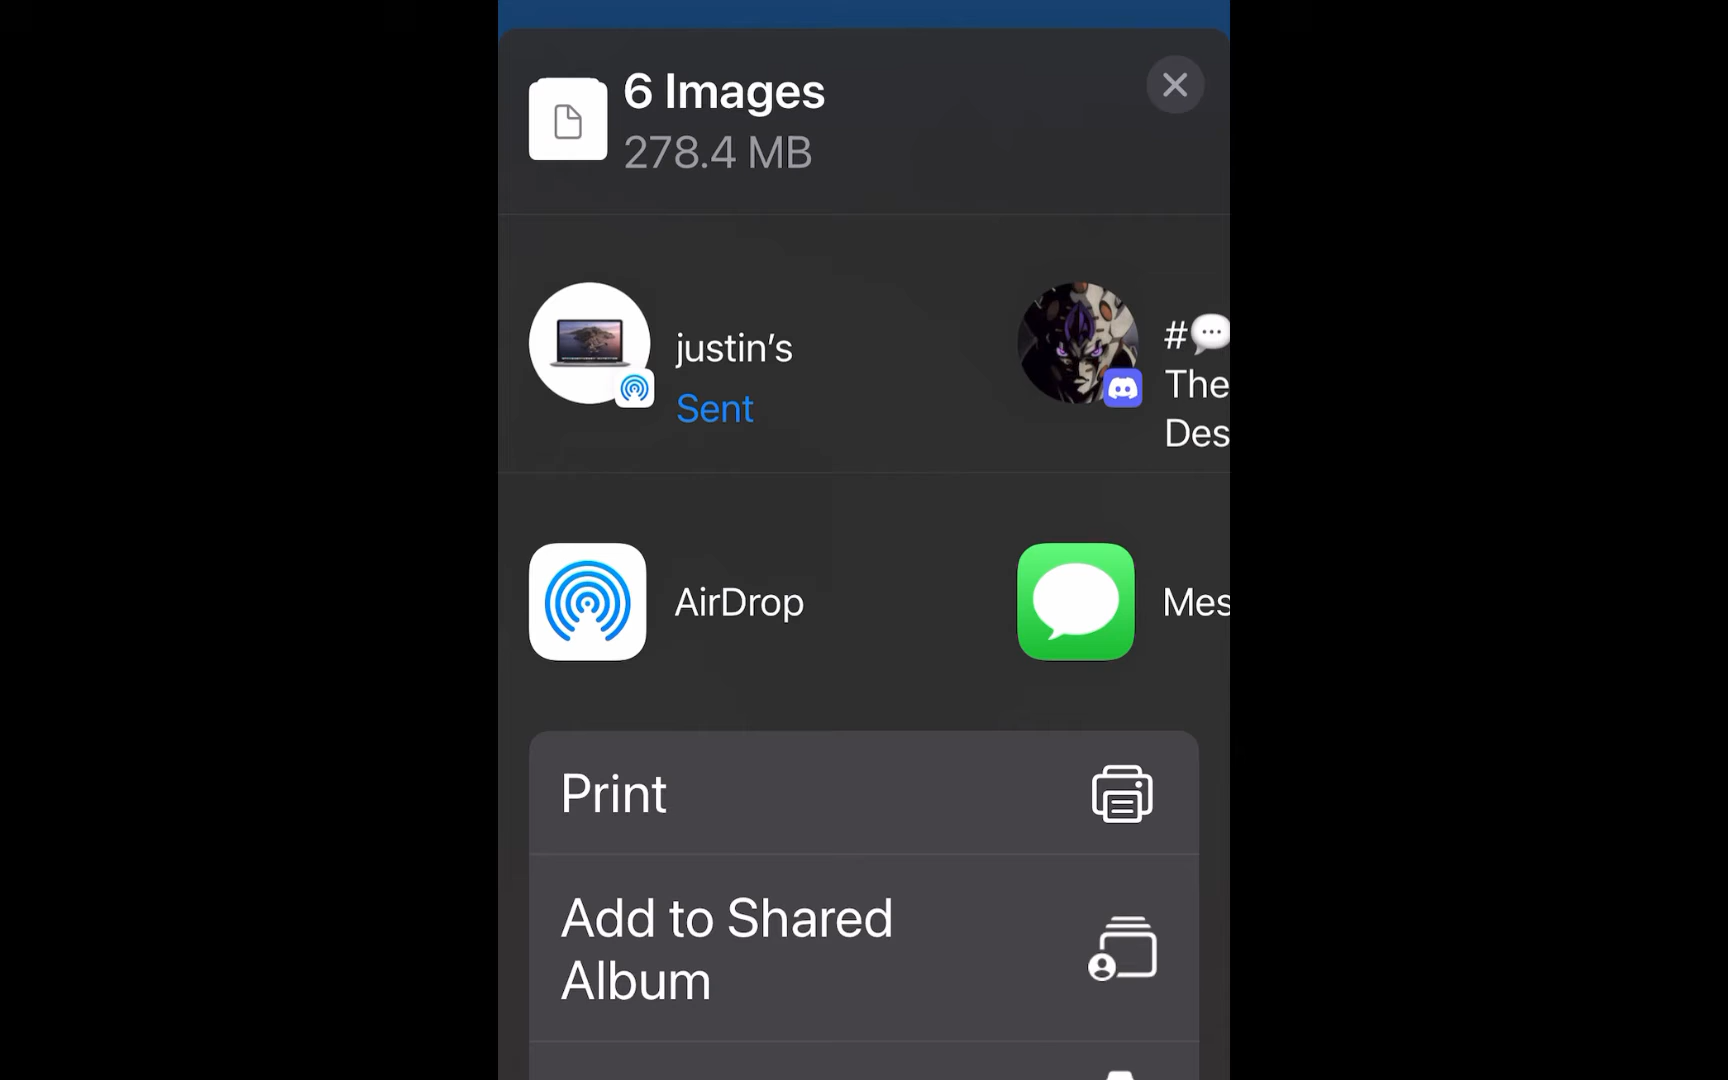 6 Images
278.4 MB
justin’s
Sent
#💬
The
Des
AirDrop
Mes
Print
Add to Shared
Album